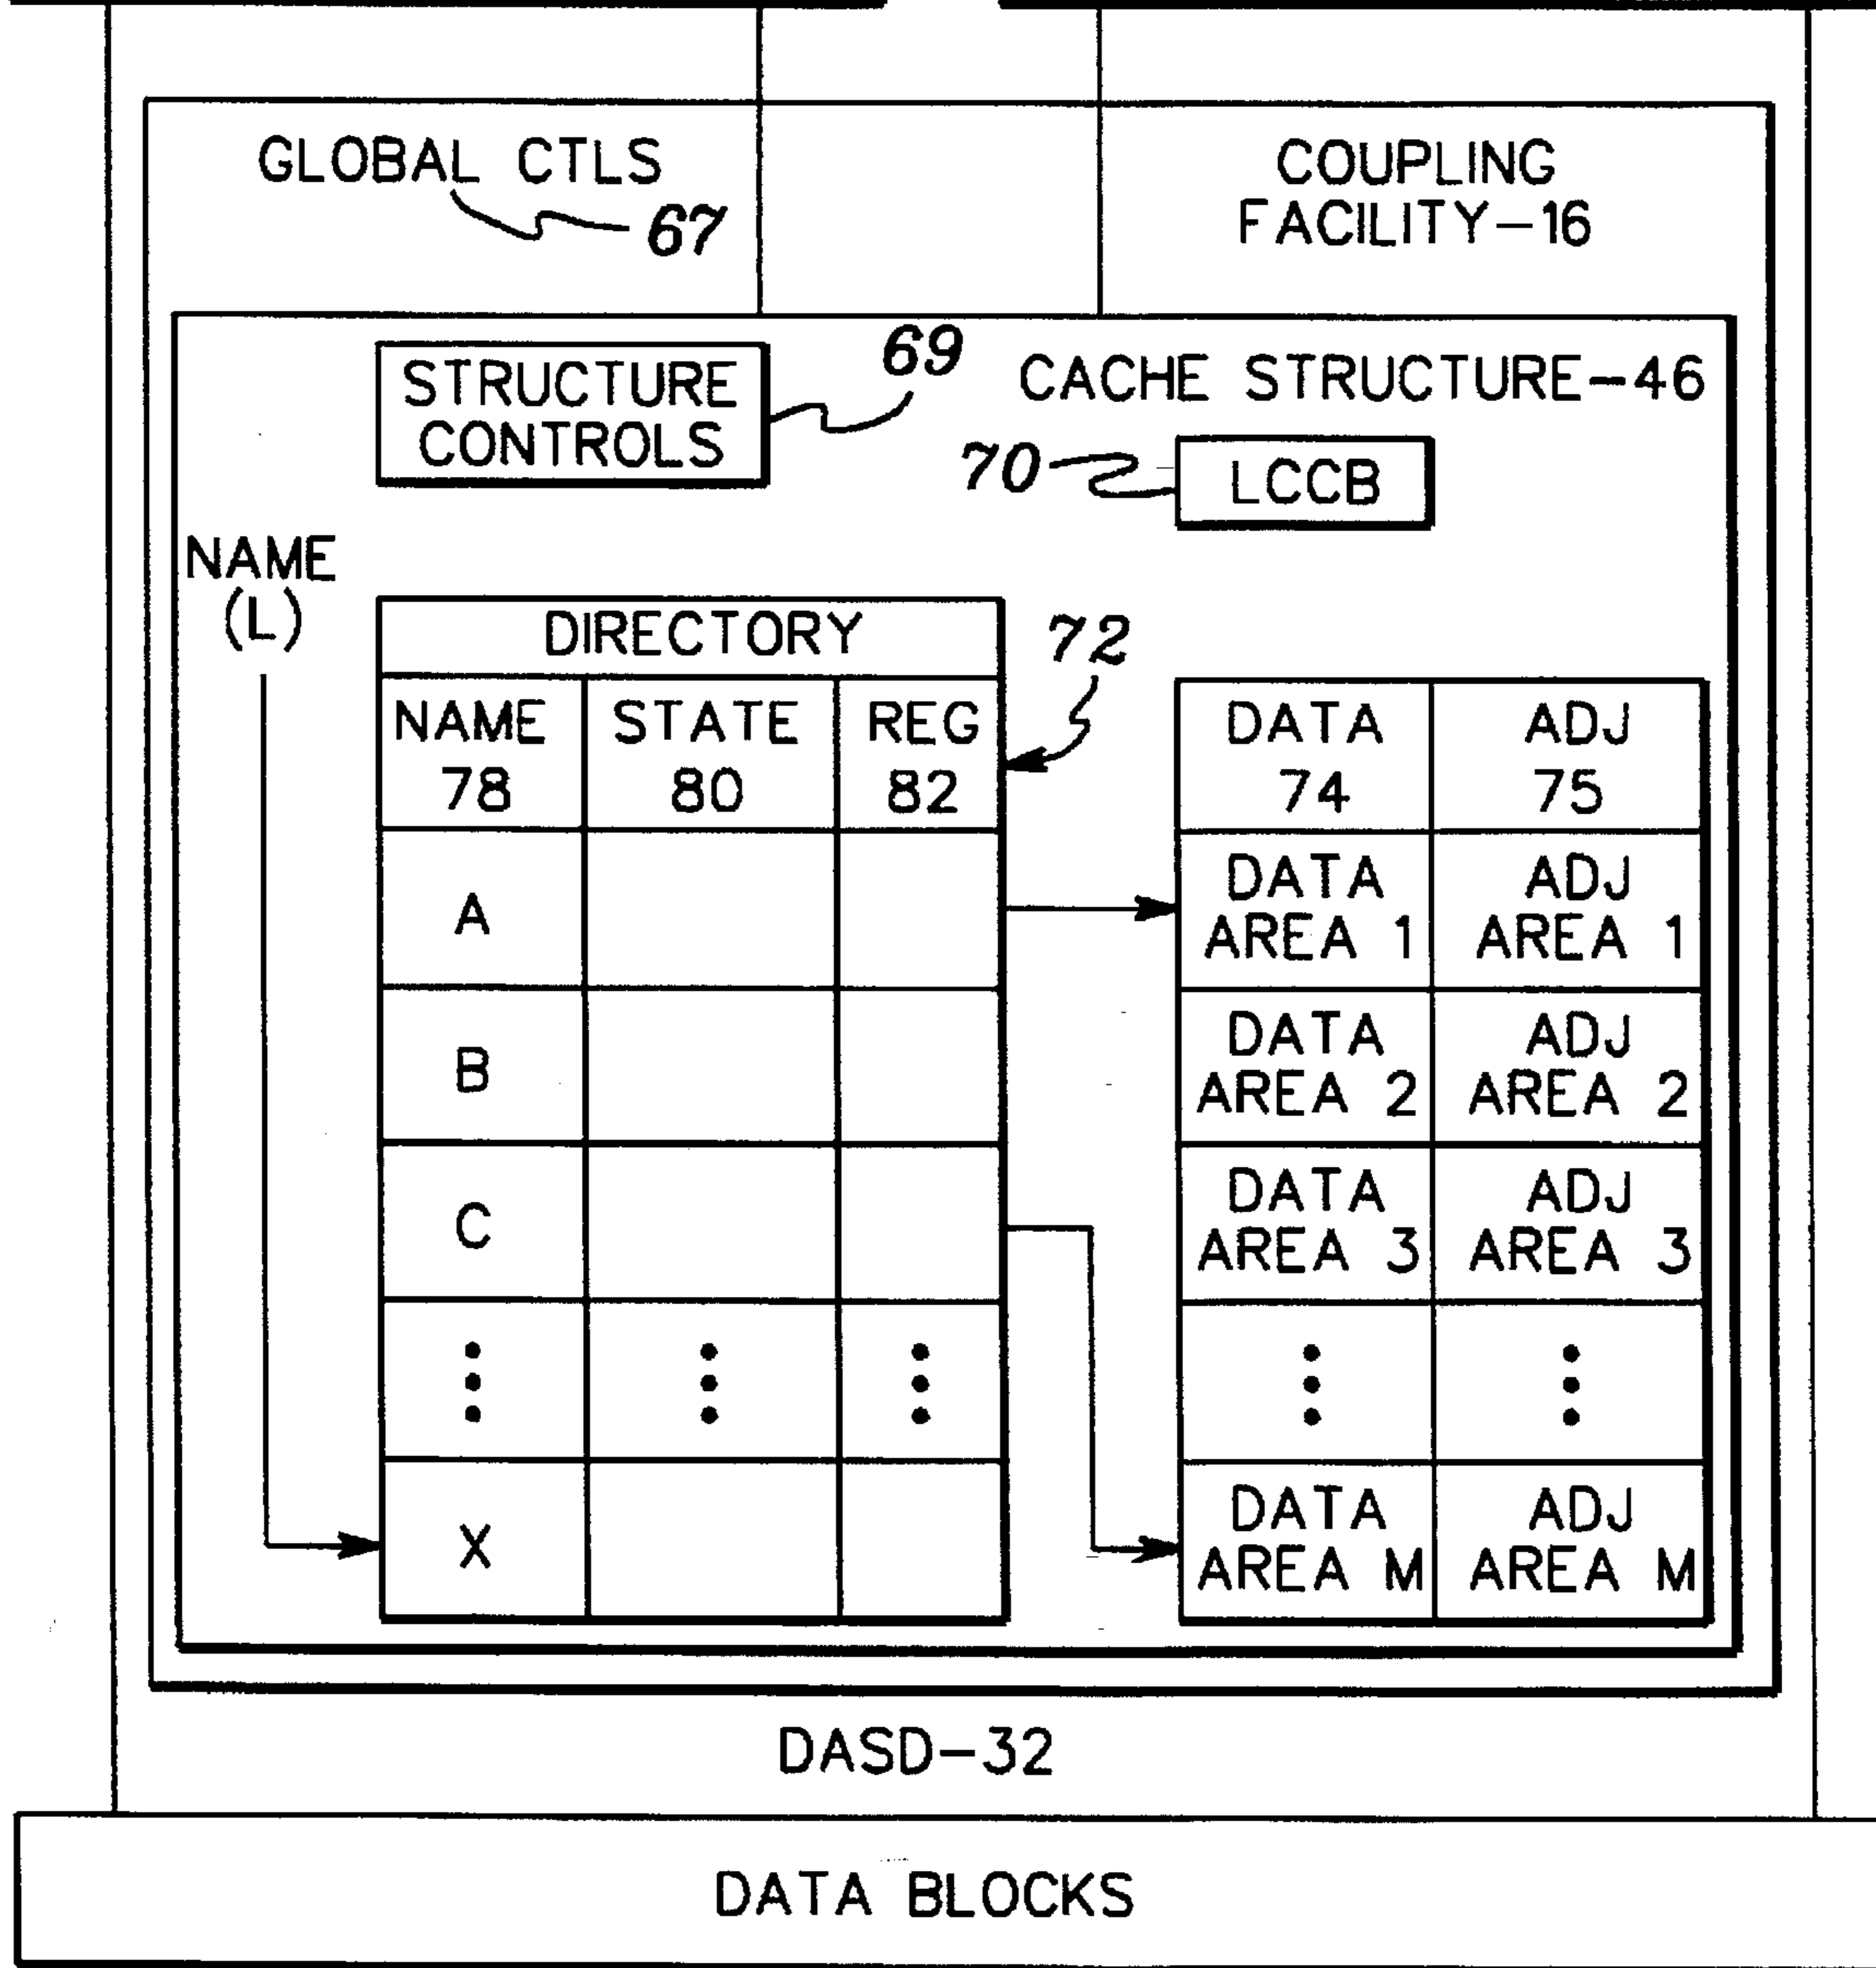 GLOBAL CTLS
67
COUPLING
FACILITY-16
STRUCTURE
CONTROLS
69
CACHE STRUCTURE-46
70
LCCB
NAME
(L)
DIRECTORY
72
NAME STATE REG
78 80 82
A
B
C
X
DATA ADJ
74 75
DATA ADJ
AREA 1 AREA 1
DATA ADJ
AREA 2 AREA 2
DATA ADJ
AREA 3 AREA 3
DATA ADJ
AREA M AREA M
DASD-32
DATA BLOCKS